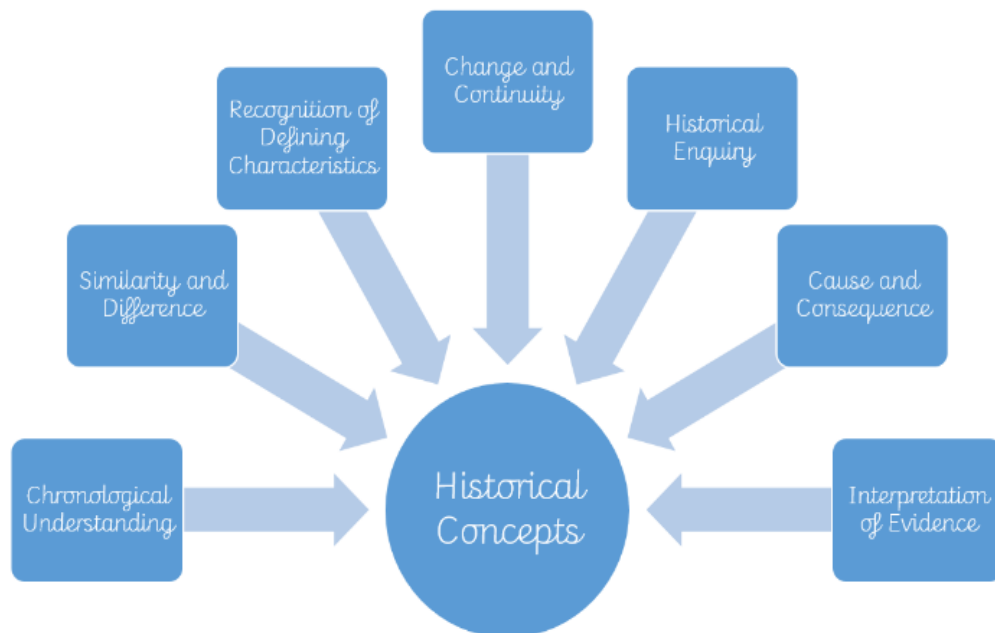 Chronological
Understanding
Similarity and
Difference
Recognition of
Defining
Characteristics
Change and
Continuity
Historical
Enquiry
Cause and
Consequence
Interpretation
of Evidence
Historical
Concepts